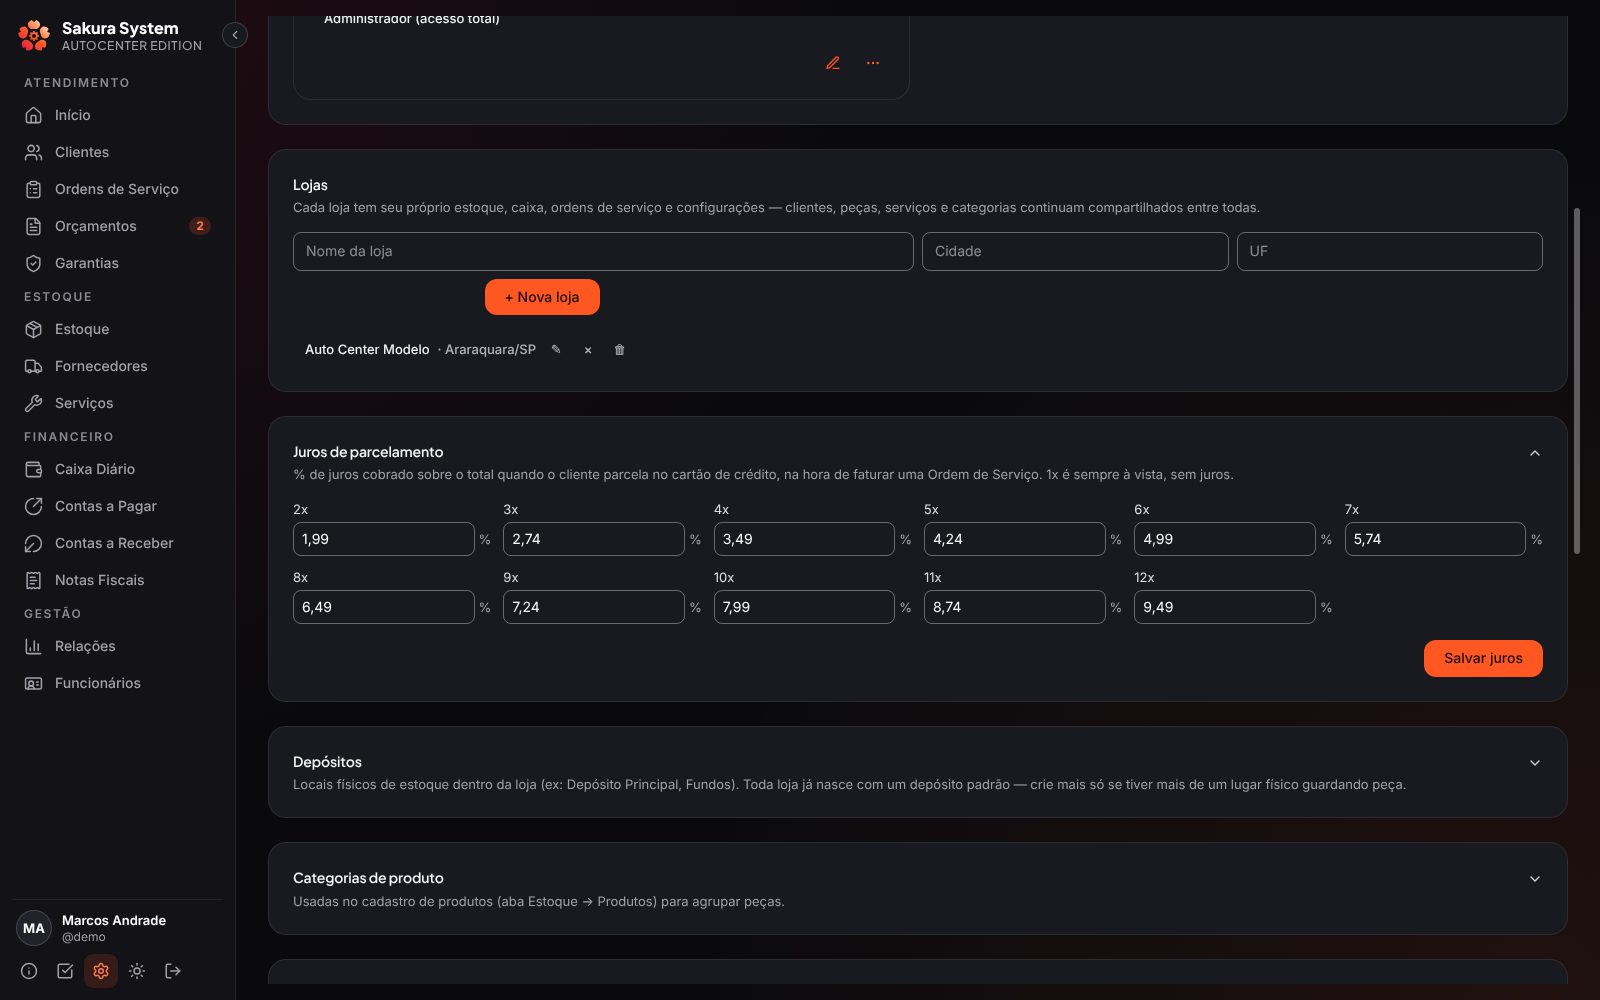 Sakura System
AUTOCENTER EDITION
ATENDIMENTO
Início
Clientes
Ordens de Serviço
Orçamentos 2
Garantias
ESTOQUE
Estoque
Fornecedores
Serviços
FINANCEIRO
Caixa Diário
Contas a Pagar
Contas a Receber
Notas Fiscais
GESTÃO
Relações
Funcionários
MA
Marcos Andrade
@demo
Administrador (acesso total)
Lojas
Cada loja tem seu próprio estoque, caixa, ordens de serviço e configurações — clientes, peças, serviços e categorias continuam compartilhados entre todas.
Nome da loja Cidade UF
+ Nova loja
Auto Center Modelo · Araraquara/SP
Juros de parcelamento
% de juros cobrado sobre o total quando o cliente parcela no cartão de crédito, na hora de faturar uma Ordem de Serviço. 1x é sempre à vista, sem juros.
2x 3x 4x 5x 6x 7x
1,99 % 2,74 % 3,49 % 4,24 % 4,99 % 5,74 %
8x 9x 10x 11x 12x
6,49 % 7,24 % 7,99 % 8,74 % 9,49 %
Salvar juros
Depósitos
Locais físicos de estoque dentro da loja (ex: Depósito Principal, Fundos). Toda loja já nasce com um depósito padrão — crie mais só se tiver mais de um lugar físico guardando peça.
Categorias de produto
Usadas no cadastro de produtos (aba Estoque → Produtos) para agrupar peças.